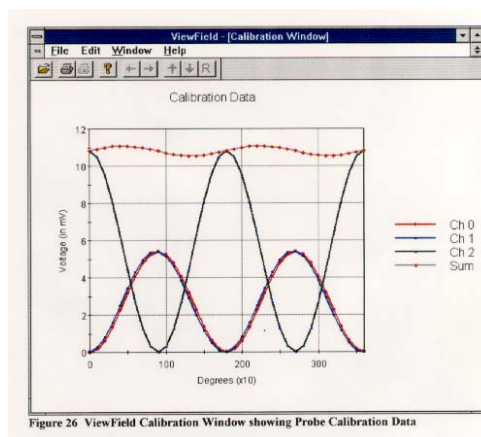 ViewField - [Calibration Window]
File Edit Window Help
R
Calibration Data
12
10
8
6
4
2
0
Voltage (in mV)
0 100 200 300
Degrees (x10)
Ch 0
Ch 1
Ch 2
Sum
Figure 26 ViewField Calibration Window showing Probe Calibration Data